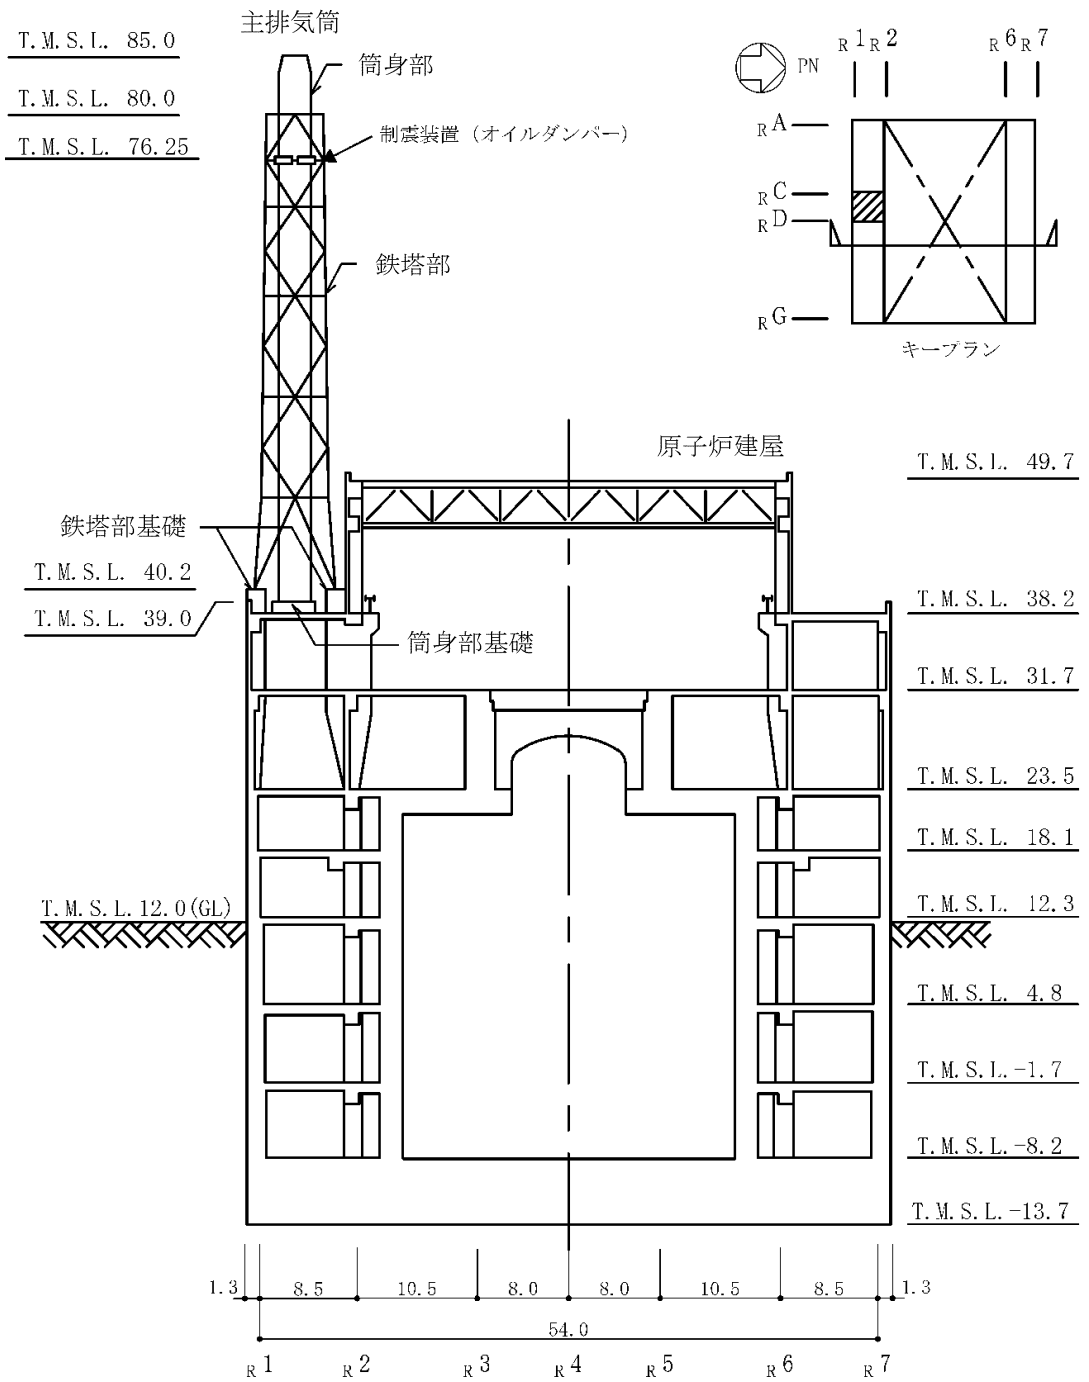 主排気筒
T.M.S.L. 85.0
筒身部
T.M.S.L. 80.0
制震装置（オイルダンパー）
T.M.S.L. 76.25
鉄塔部
R1 R2 R6 R7
PN
RA
RC
RD
RG
キープラン
原子炉建屋
T.M.S.L. 49.7
鉄塔部基礎
T.M.S.L. 40.2
T.M.S.L. 39.0
筒身部基礎
T.M.S.L. 38.2
T.M.S.L. 31.7
T.M.S.L. 23.5
T.M.S.L. 18.1
T.M.S.L.12.0(GL)
T.M.S.L. 12.3
T.M.S.L. 4.8
T.M.S.L.-1.7
T.M.S.L.-8.2
T.M.S.L.-13.7
1.3 8.5 10.5 8.0 8.0 10.5 8.5 1.3
54.0
R1 R2 R3 R4 R5 R6 R7